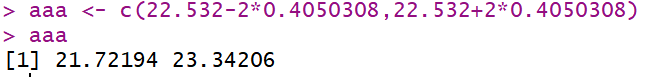 > aaa <- c(22.532-2*0.4050308,22.532+2*0.4050308)
> aaa
[1] 21.72194 23.34206